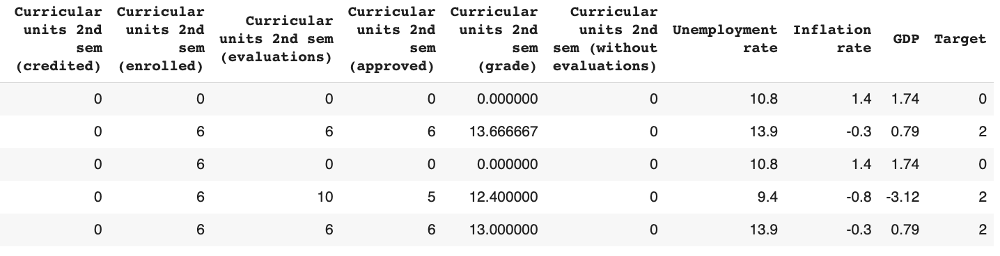 Curricular units 2nd sem (credited) Curricular units 2nd sem (enrolled) Curricular units 2nd sem (evaluations) Curricular units 2nd sem (approved) Curricular units 2nd sem (grade) Curricular units 2nd sem (without evaluations) Unemployment rate Inflation rate GDP Target
0 0 0 0 0.000000 0 10.8 1.4 1.74 0
0 6 6 6 13.666667 0 13.9 -0.3 0.79 2
0 6 0 0 0.000000 0 10.8 1.4 1.74 0
0 6 10 5 12.400000 0 9.4 -0.8 -3.12 2
0 6 6 6 13.000000 0 13.9 -0.3 0.79 2